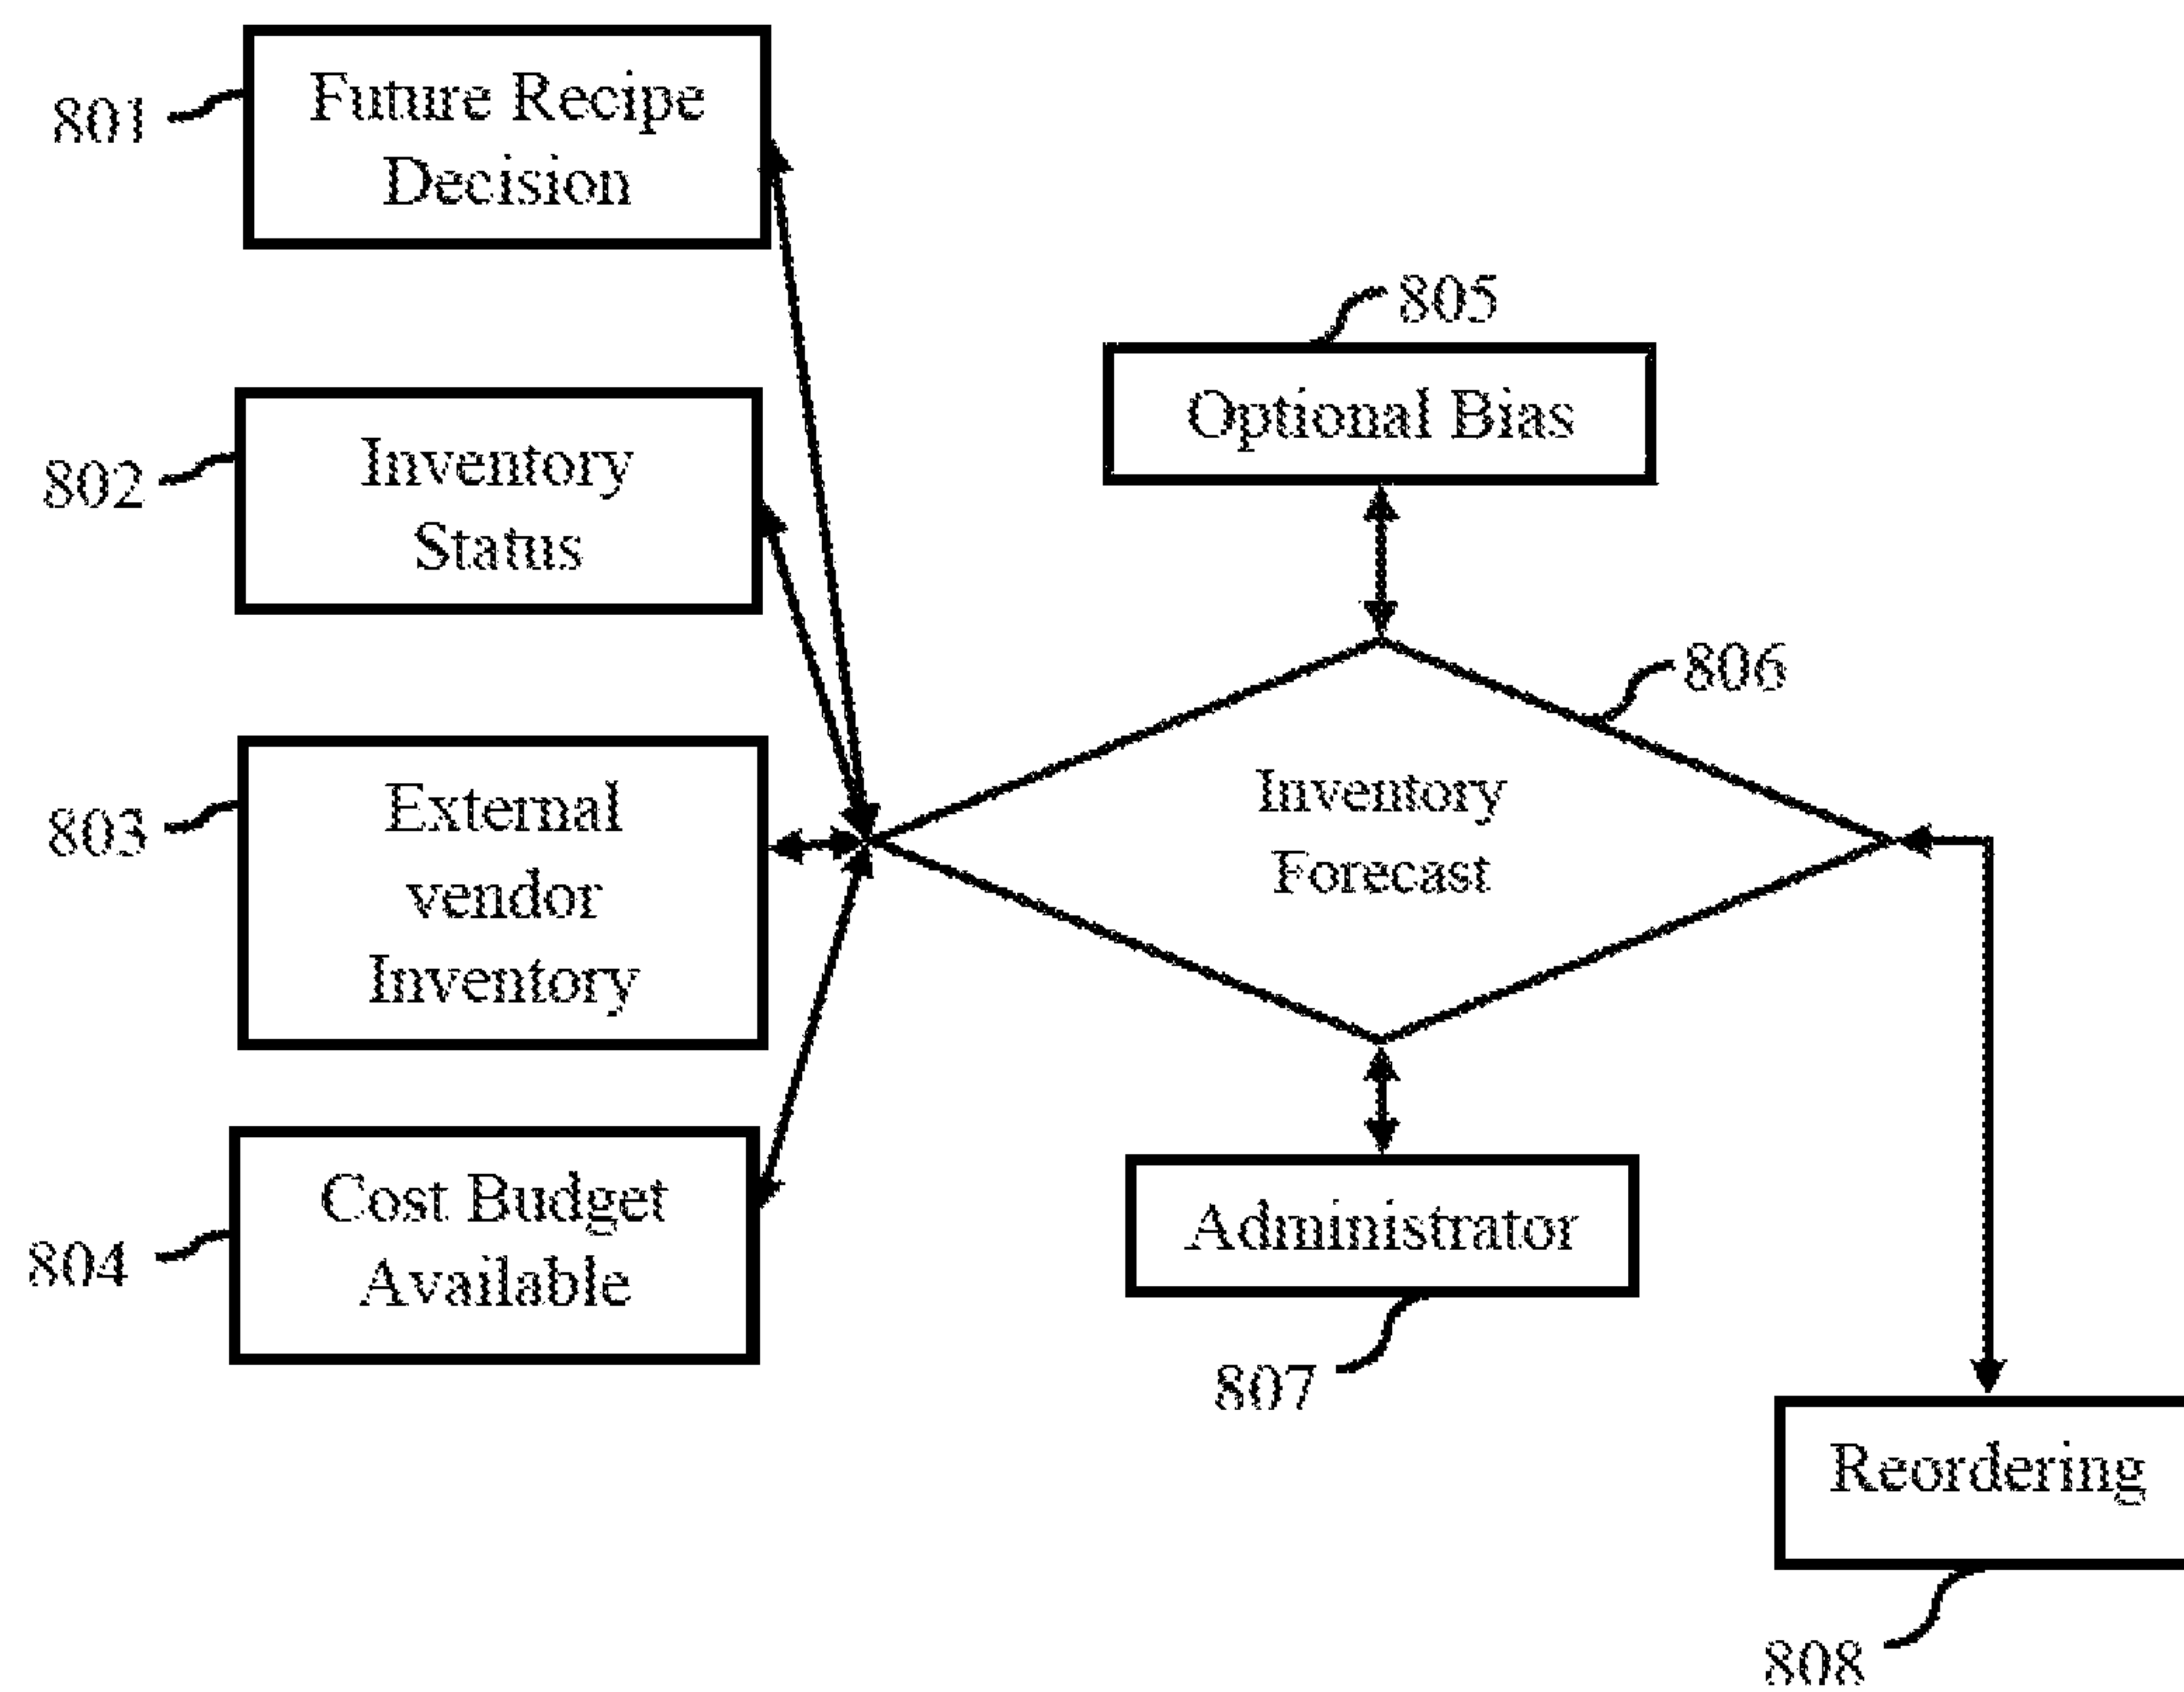 801
Future Recipe
Decision
802
Inventory
Status
803
External
vendor
Inventory
804
Cost Budget
Available
805
Optional Bias
806
Inventory
Forecast
Administrator
807
Reordering
808